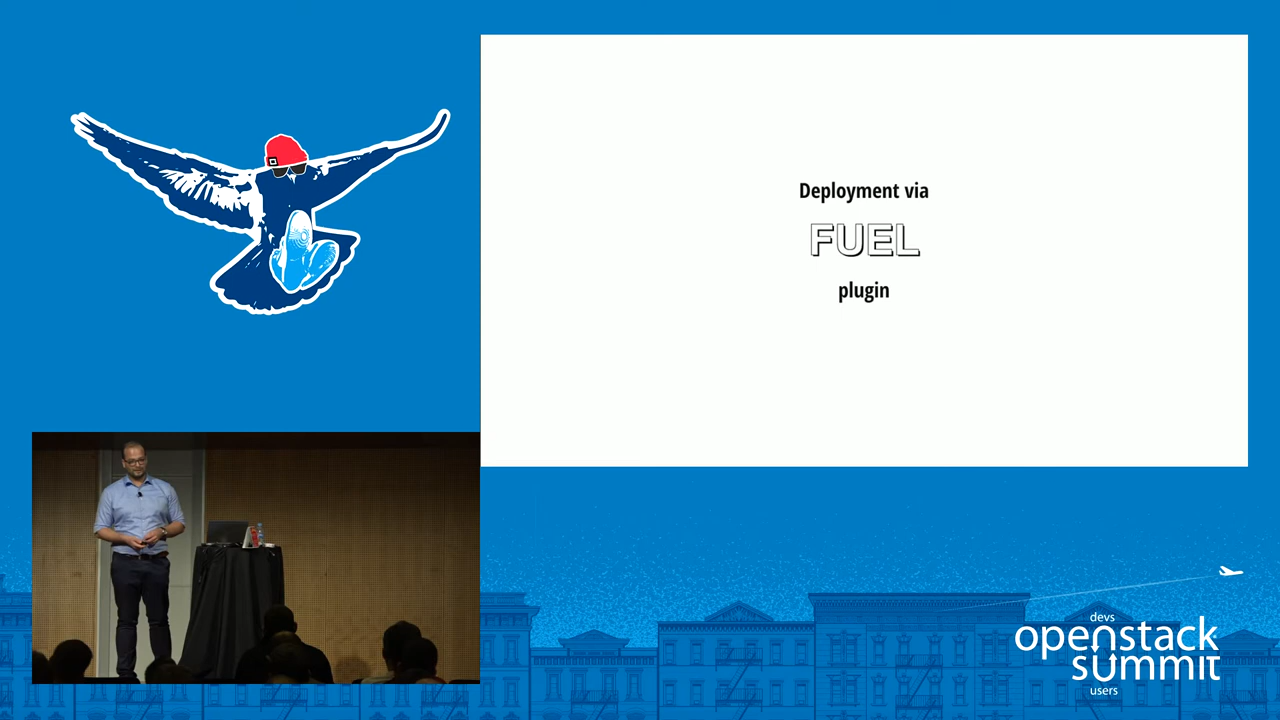 Deployment via
FUEL
plugin
devs
openstack
summit
users